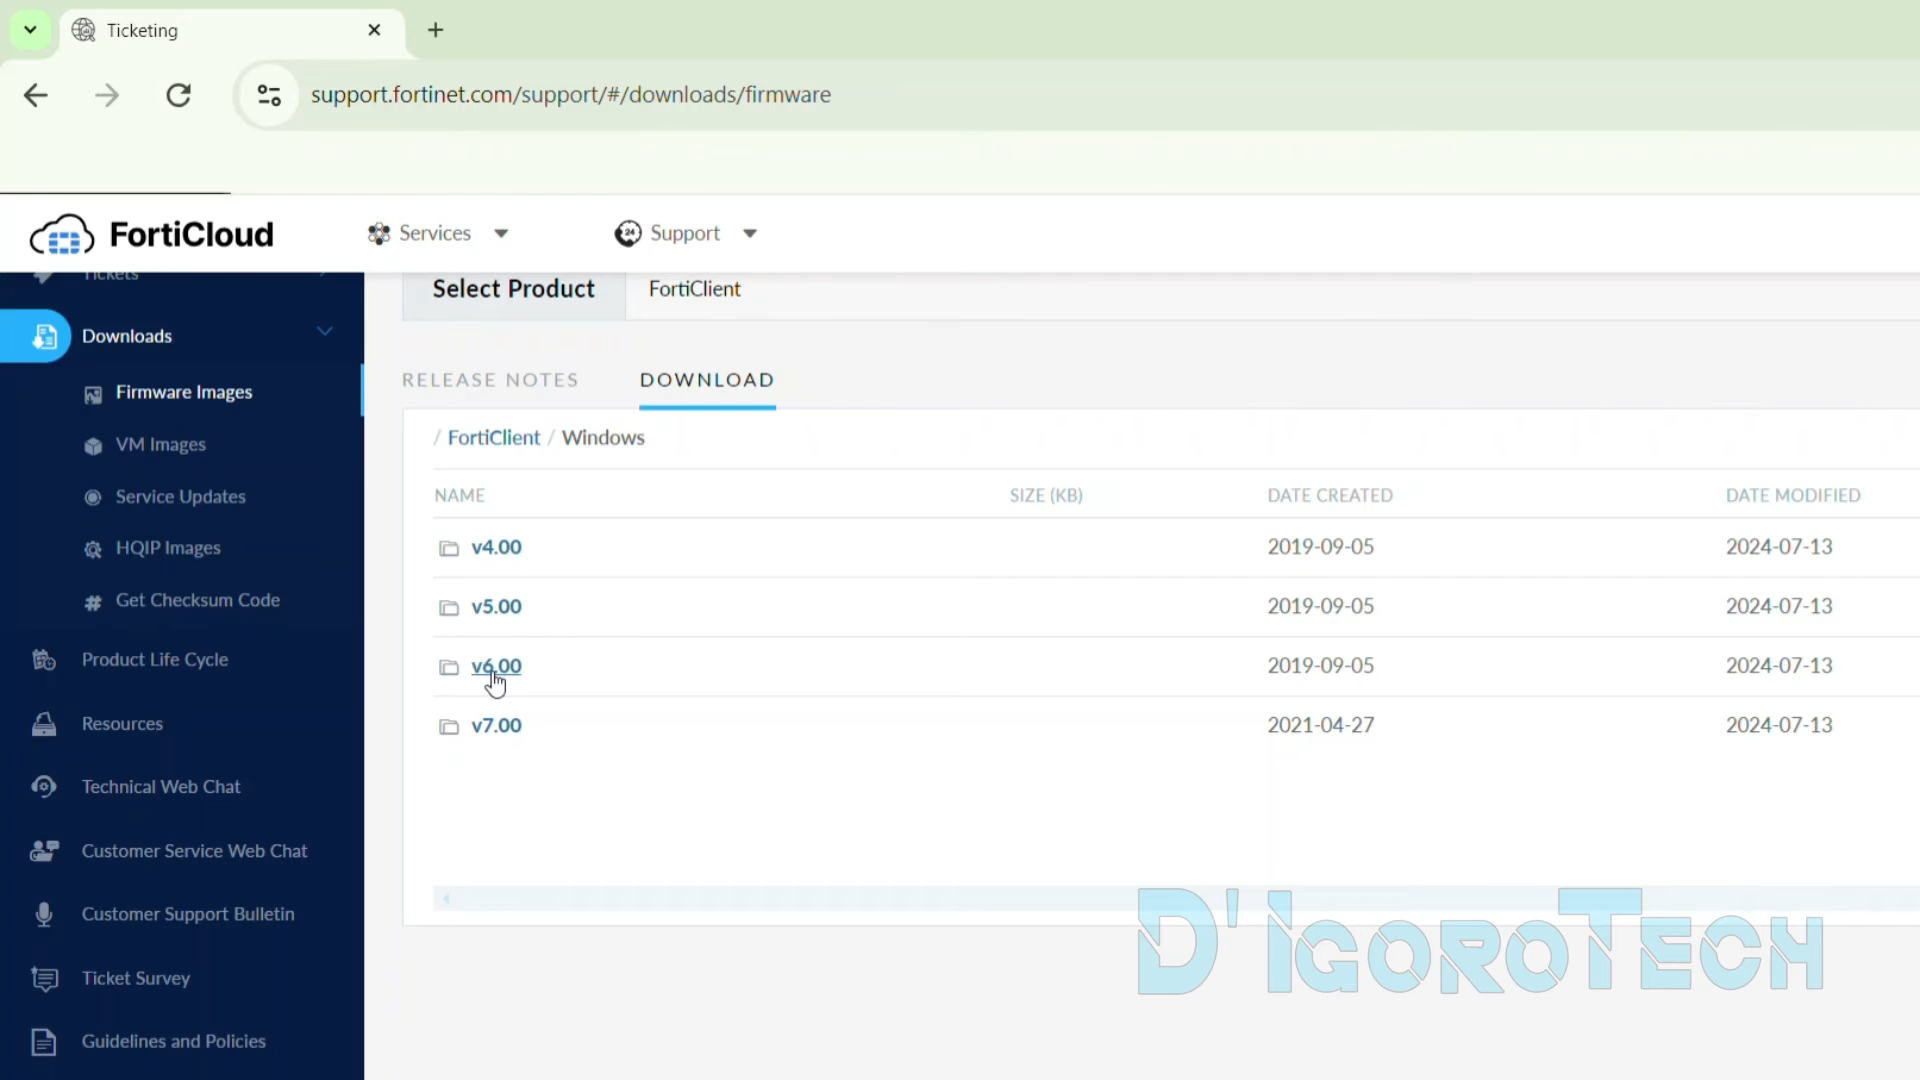 Ticketing
support.fortinet.com/support/#/downloads/firmware
FortiCloud
Services
24
Support
Tickets
Select Product
FortiClient
Downloads
RELEASE NOTES
DOWNLOAD
Firmware Images
/ FortiClient / Windows
VM Images
NAME
SIZE (KB)
DATE CREATED
DATE MODIFIED
Service Updates
v4.00
2019-09-05
2024-07-13
HQIP Images
v5.00
2019-09-05
2024-07-13
Get Checksum Code
v6.00
2019-09-05
2024-07-13
Product Life Cycle
v7.00
2021-04-27
2024-07-13
Resources
Technical Web Chat
Customer Service Web Chat
Customer Support Bulletin
D'IGOROTECH
Ticket Survey
Guidelines and Policies